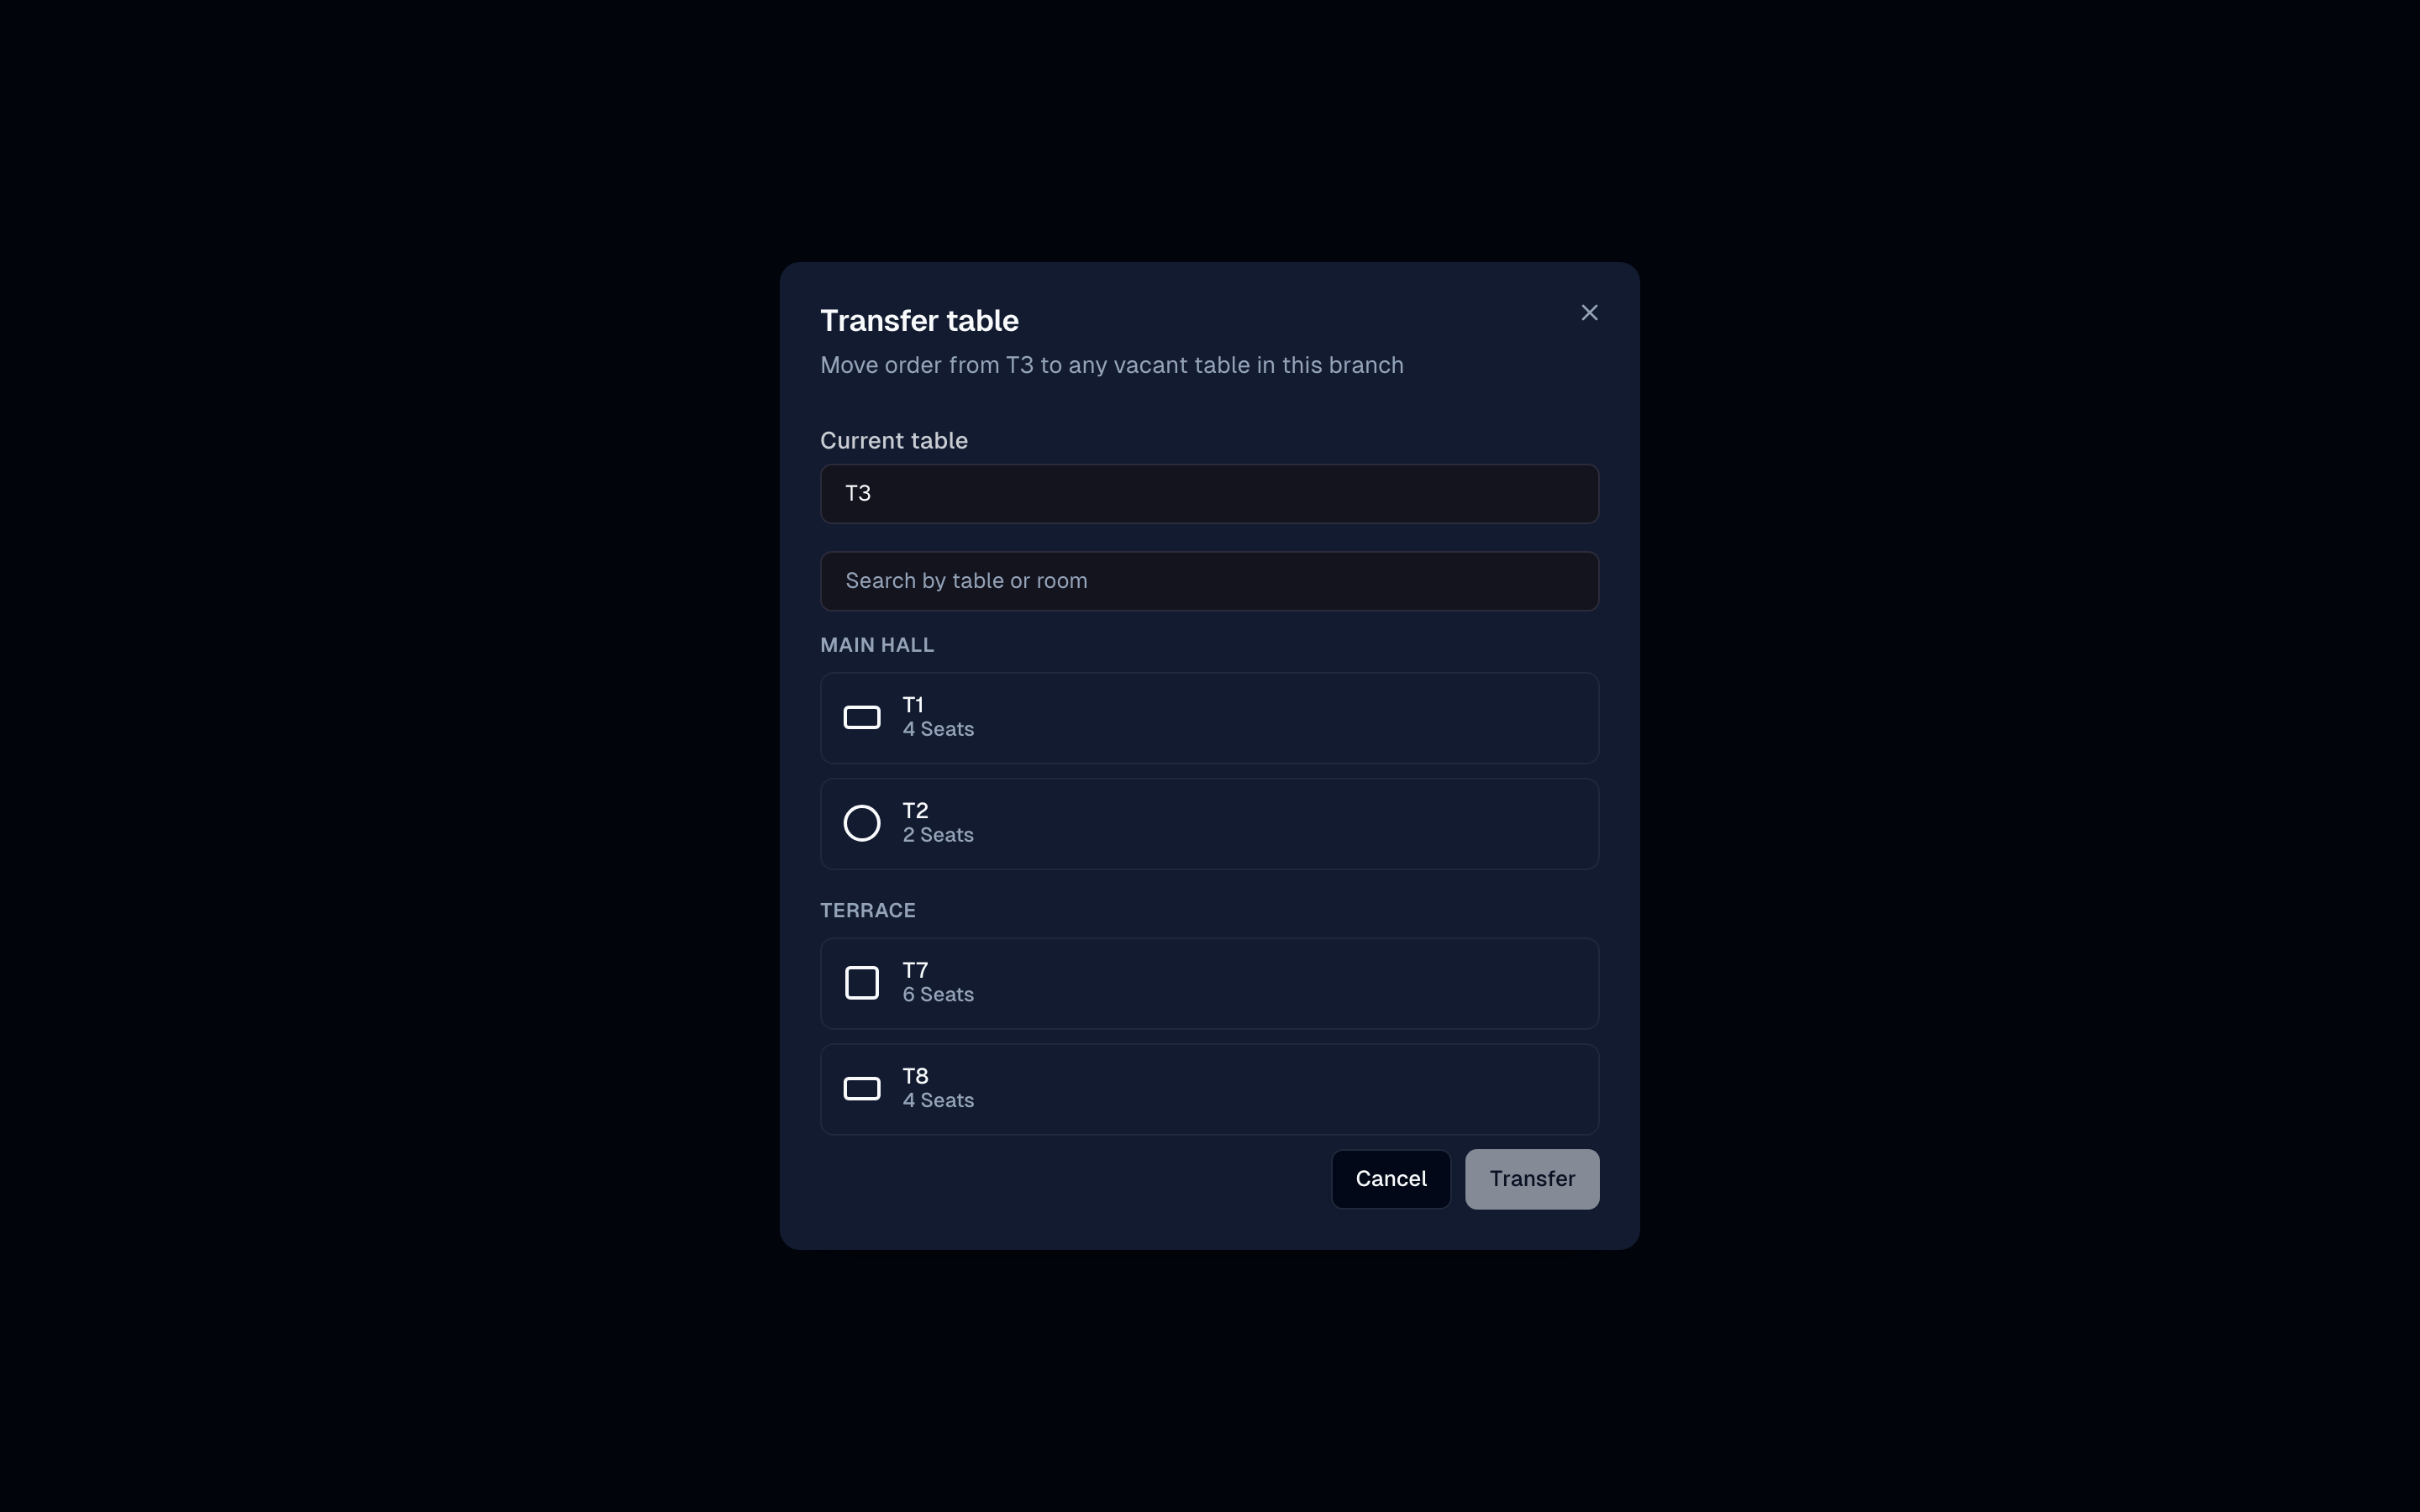 Transfer table
Move order from T3 to any vacant table in this branch
Current table
T3
Search by table or room
MAIN HALL
T1
4 Seats
T2
2 Seats
TERRACE
T7
6 Seats
T8
4 Seats
Cancel
Transfer